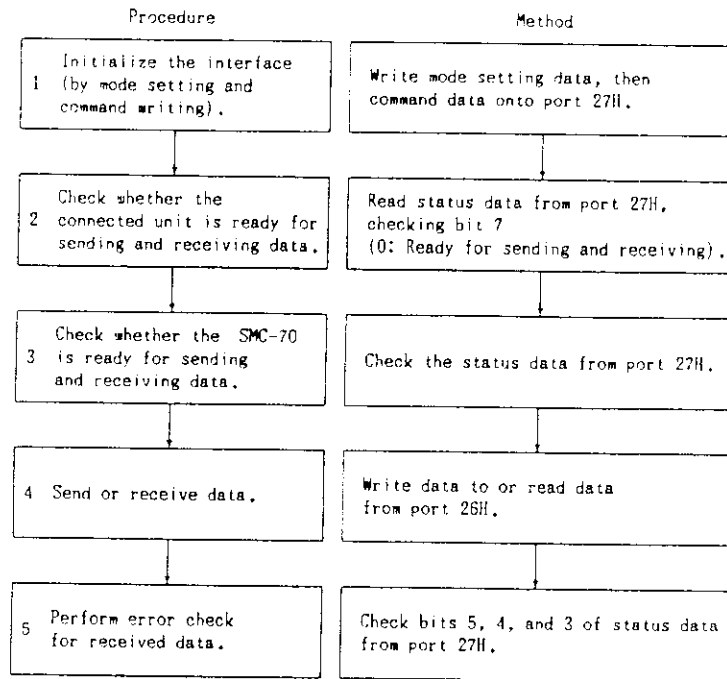 Procedure
Method
1 Initialize the interface
(by mode setting and
command writing).
Write mode setting data, then
command data onto port 27H.
2 Check whether the
connected unit is ready for
sending and receiving data.
Read status data from port 27H,
checking bit 7
(0: Ready for sending and receiving).
3 Check whether the SMC-70
is ready for sending
and receiving data.
Check the status data from port 27H.
4 Send or receive data.
Write data to or read data
from port 26H.
5 Perform error check
for received data.
Check bits 5, 4, and 3 of status data
from port 27H.